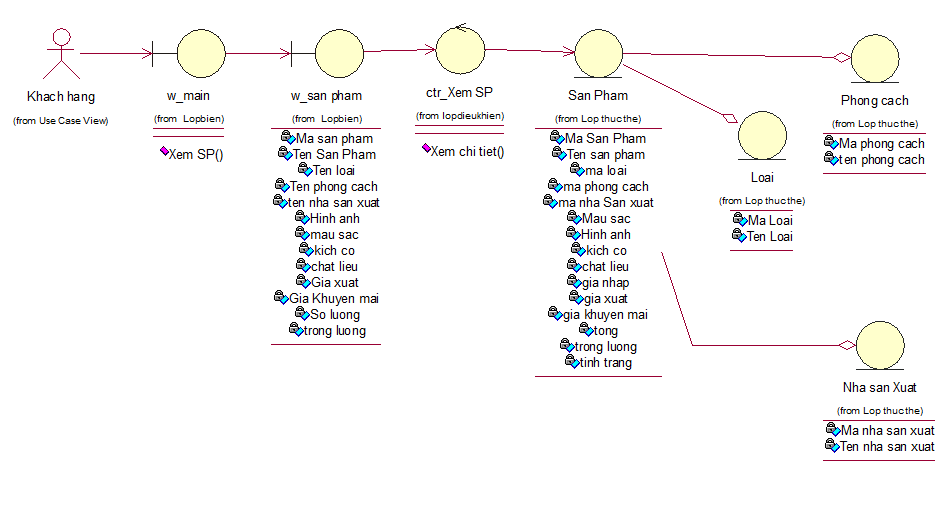 Khach hang
(from Use Case View)
w_main
(from Lopbien)
Xem SP()
w_san pham
(from Lopbien)
Ma san pham
Ten San Pham
Ten loai
Ten phong cach
ten nha san xuat
Hinh anh
mau sac
kich co
chat lieu
Gia xuat
Gia Khuyen mai
So luong
trong luong
ctr_Xem SP
(from lopdieukhien)
Xem chi tiet()
San Pham
(from Lop thuc the)
Ma San Pham
Ten san pham
ma loai
ma phong cach
ma nha San xuat
Mau sac
Hinh anh
kich co
chat lieu
gia nhap
gia xuat
gia khuyen mai
tong
trong luong
tinh trang
Phong cach
(from Lop thuc the)
Ma phong cach
ten phong cach
Loai
(from Lop thuc the)
Ma Loai
Ten Loai
Nha san Xuat
(from Lop thuc the)
Ma nha san xuat
Ten nha san xuat